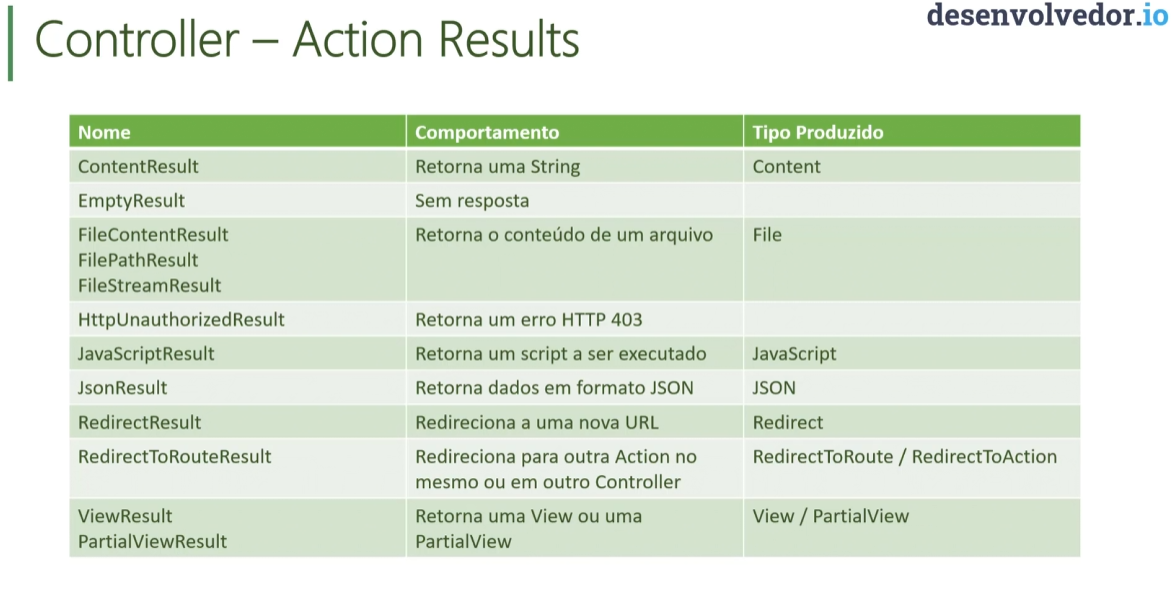 desenvolvedor.io
Controller – Action Results
Nome Comportamento Tipo Produzido
ContentResult Retorna uma String Content
EmptyResult Sem resposta
FileContentResult Retorna o conteúdo de um arquivo File
FilePathResult
FileStreamResult
HttpUnauthorizedResult Retorna um erro HTTP 403
JavaScriptResult Retorna um script a ser executado JavaScript
JsonResult Retorna dados em formato JSON JSON
RedirectResult Redireciona a uma nova URL Redirect
RedirectToRouteResult Redireciona para outra Action no RedirectToRoute / RedirectToAction
mesmo ou em outro Controller
ViewResult Retorna uma View ou uma View / PartialView
PartialViewResult PartialView